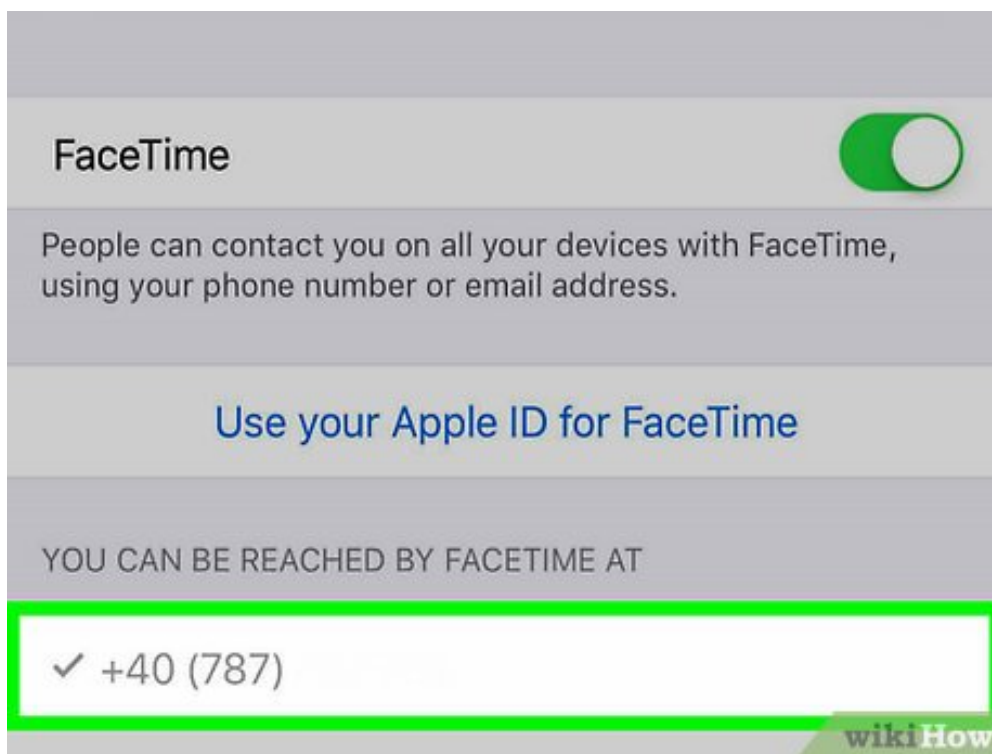 FaceTime
People can contact you on all your devices with FaceTime,
using your phone number or email address.
Use your Apple ID for FaceTime
YOU CAN BE REACHED BY FACETIME AT
✓ +40 (787)
wikiHow